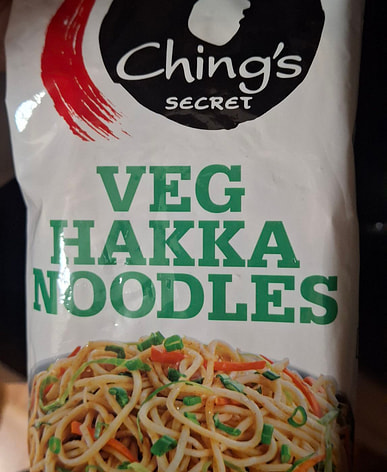 Ching's
SECRET
VEG
HAKKA
NOODLES